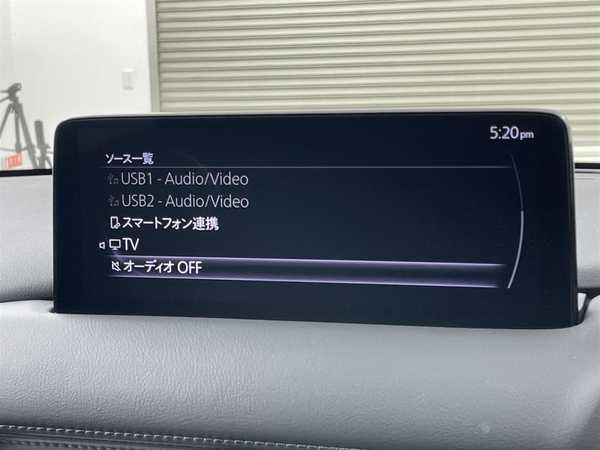 5:20pm
ソース一覧
USB1 - Audio/Video
USB2 - Audio/Video
スマートフォン連携
TV
オーディオ OFF